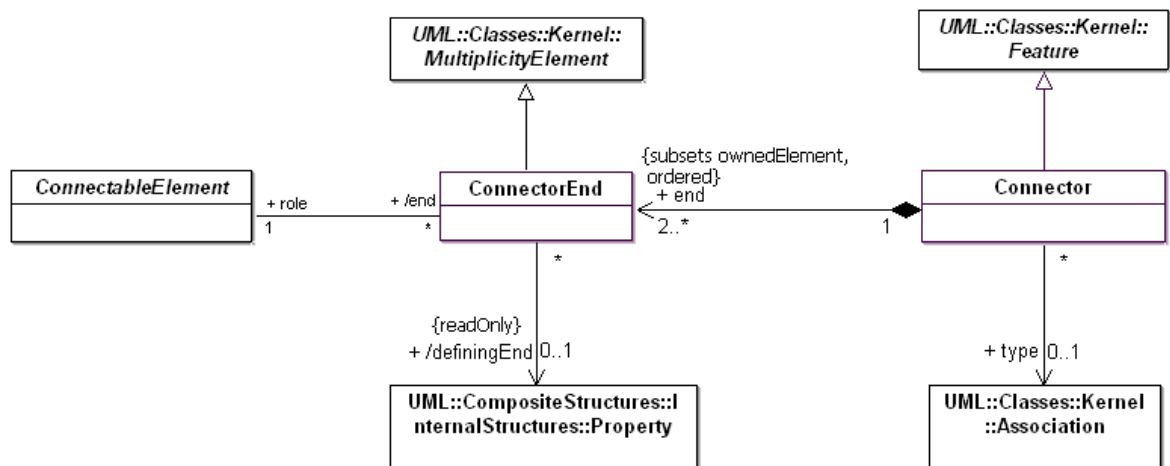 UML::Classes::Kernel::
MultiplicityElement
UML::Classes::Kernel::
Feature
ConnectableElement
+ role
1
+ /end
*
ConnectorEnd
{subsets ownedElement,
ordered}
+ end
2..*
1
Connector
*
{readOnly}
+ /definingEnd
0..1
*
+ type
0..1
UML::CompositeStructures::I
nternalStructures::Property
UML::Classes::Kernel
::Association